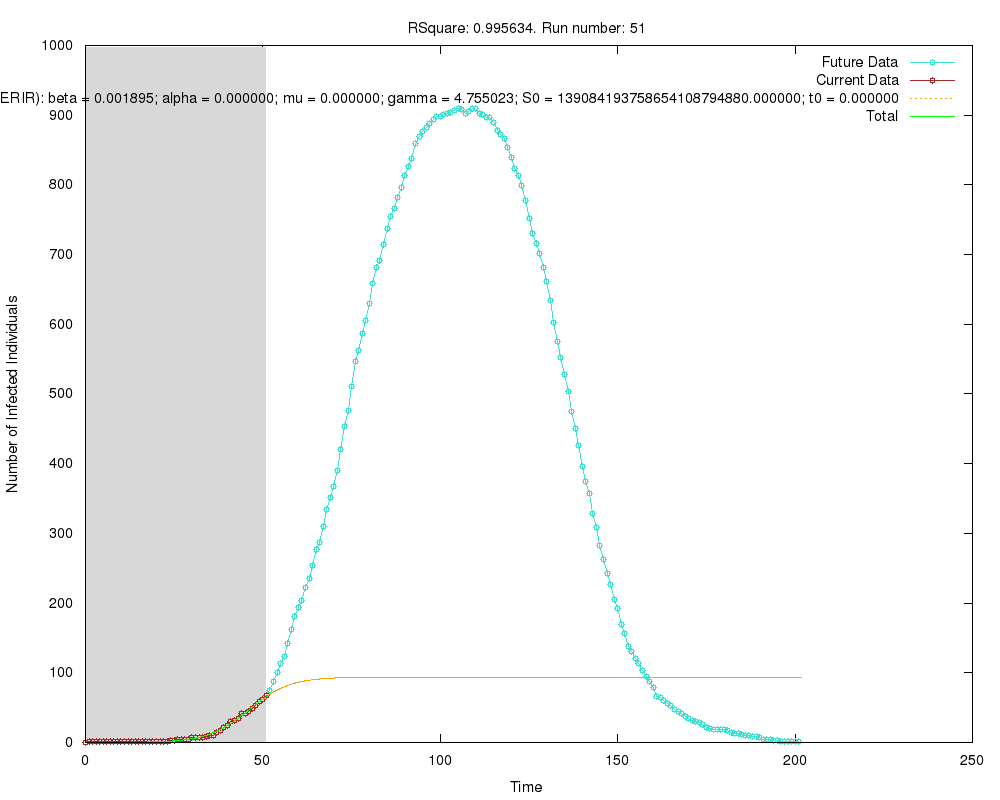 RSquare: 0.995634. Run number: 51
Future Data
Current Data
ERIR): beta = 0.001895; alpha = 0.000000; mu = 0.000000; gamma = 4.755023; S0 = 139084193758654108794880.000000; t0 = 0.000000
Total
1000
900
800
700
600
500
400
300
200
100
0
Number of Infected Individuals
0
50
100
150
200
250
Time